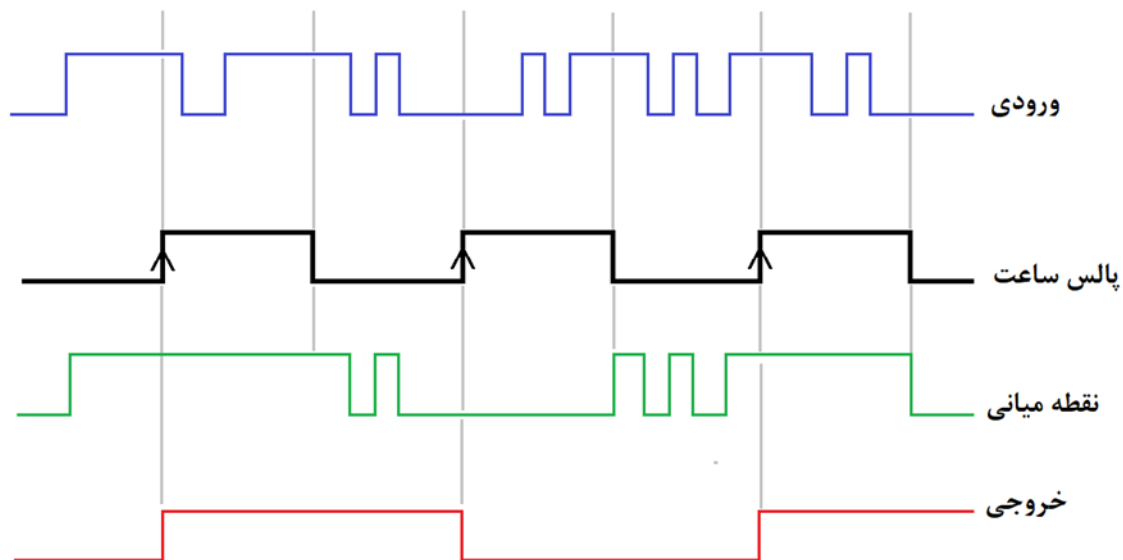 ورودی
پالس ساعت
نقطه میانی
خروجی